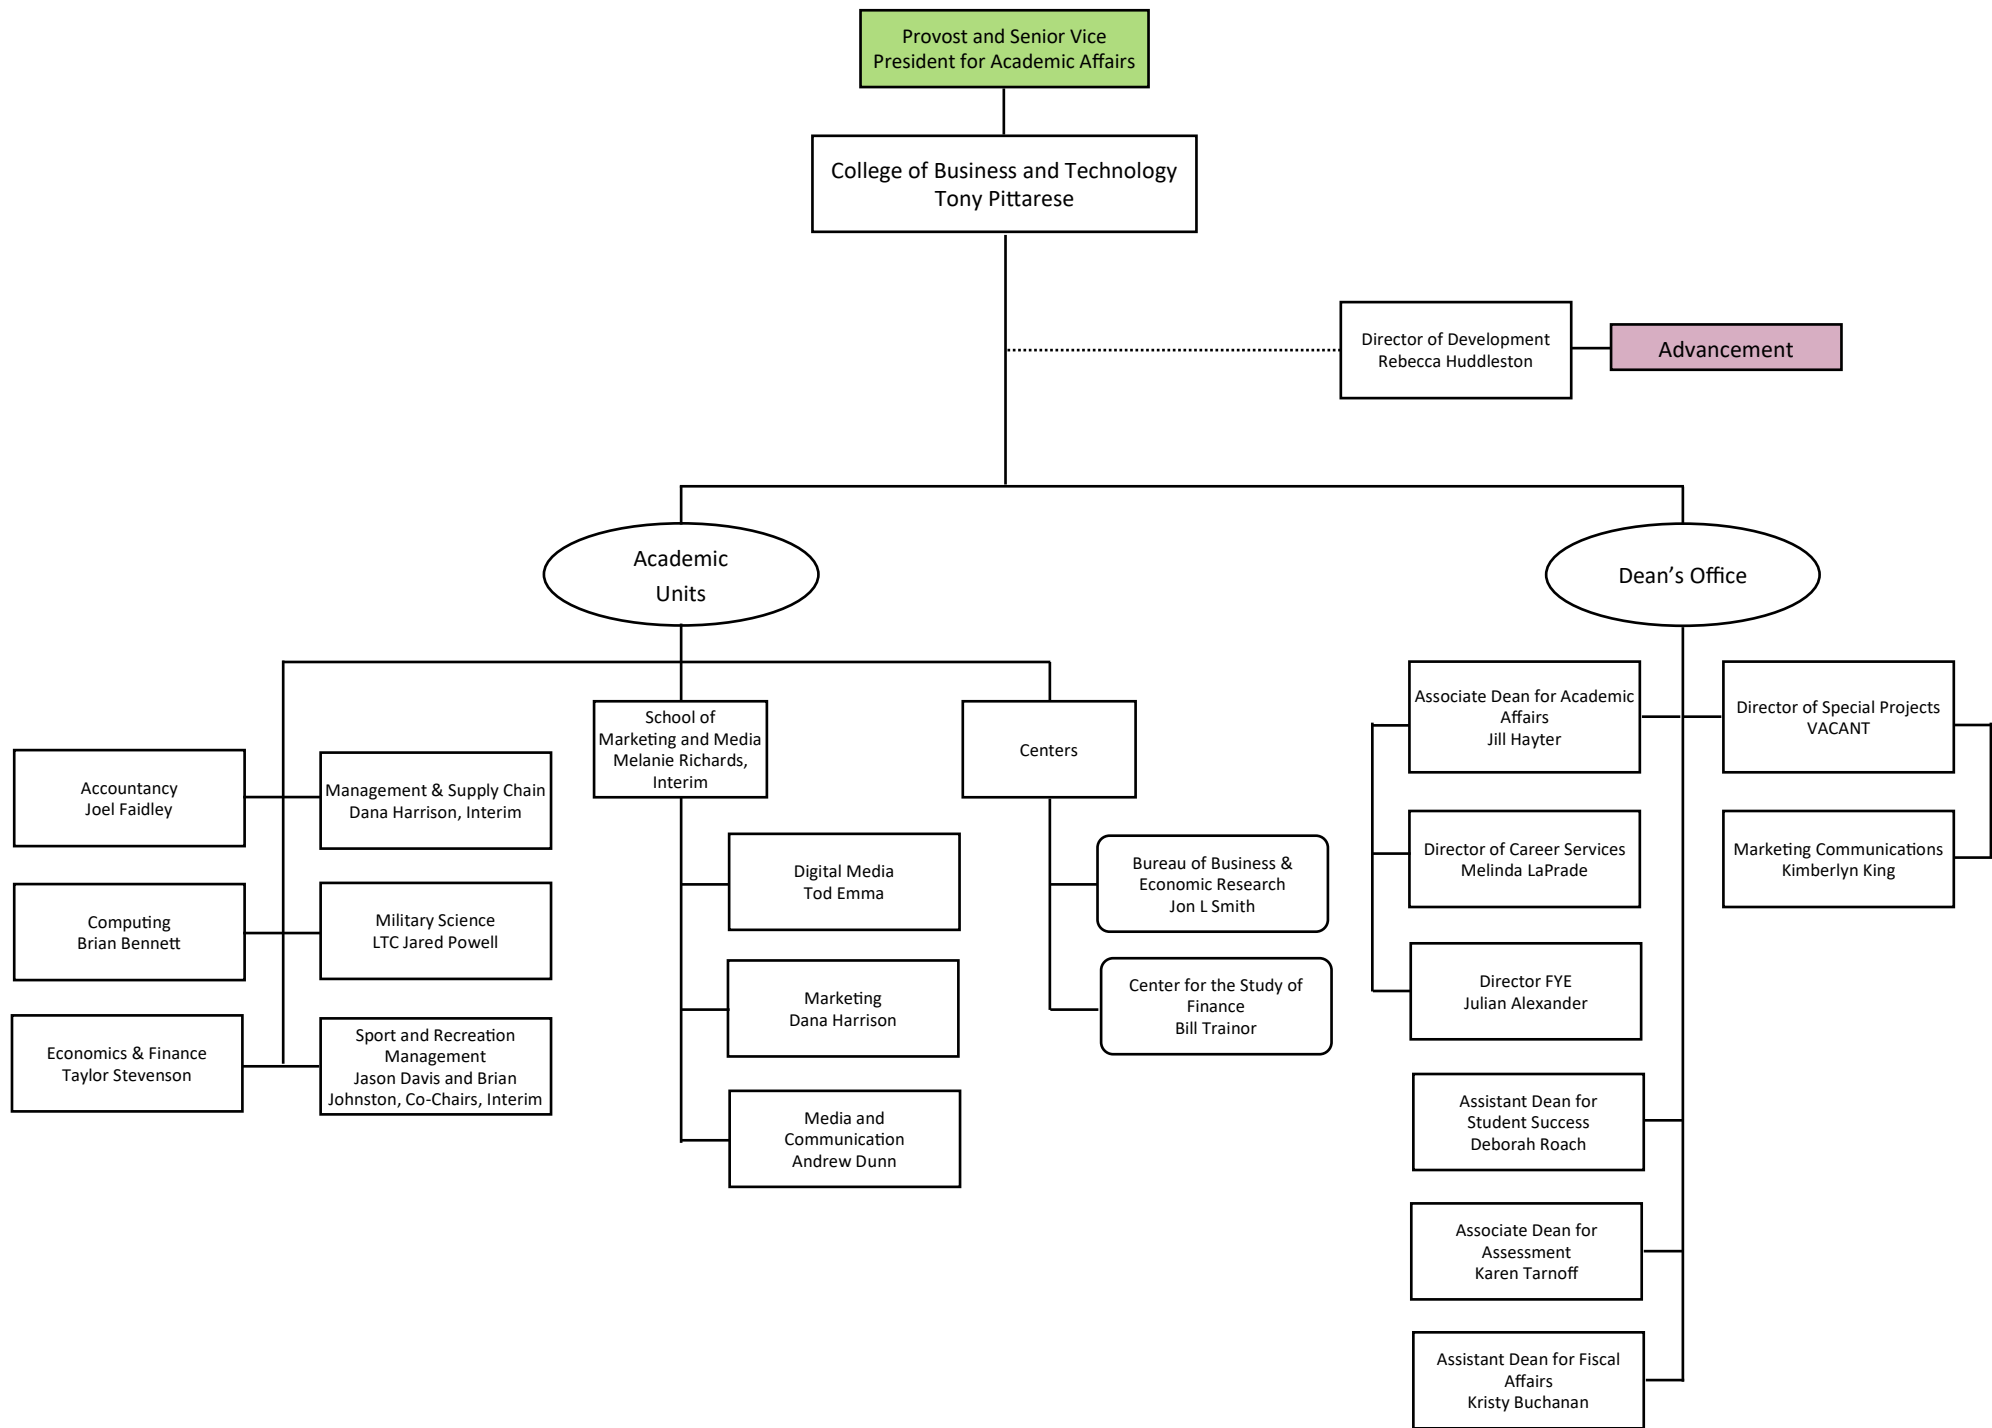 Provost and Senior Vice
President for Academic Affairs
College of Business and Technology
Tony Pittarese
Director of Development
Rebecca Huddleston
Advancement
Academic
Units
Dean’s Office
Accountancy
Joel Faidley
Management & Supply Chain
Dana Harrison, Interim
Computing
Brian Bennett
Military Science
LTC Jared Powell
Economics & Finance
Taylor Stevenson
Sport and Recreation
Management
Jason Davis and Brian
Johnston, Co-Chairs, Interim
School of
Marketing and Media
Melanie Richards,
Interim
Digital Media
Tod Emma
Marketing
Dana Harrison
Media and
Communication
Andrew Dunn
Centers
Bureau of Business &
Economic Research
Jon L Smith
Center for the Study of
Finance
Bill Trainor
Associate Dean for Academic
Affairs
Jill Hayter
Director of Special Projects
VACANT
Director of Career Services
Melinda LaPrade
Marketing Communications
Kimberlyn King
Director FYE
Julian Alexander
Assistant Dean for
Student Success
Deborah Roach
Associate Dean for
Assessment
Karen Tarnoff
Assistant Dean for Fiscal
Affairs
Kristy Buchanan